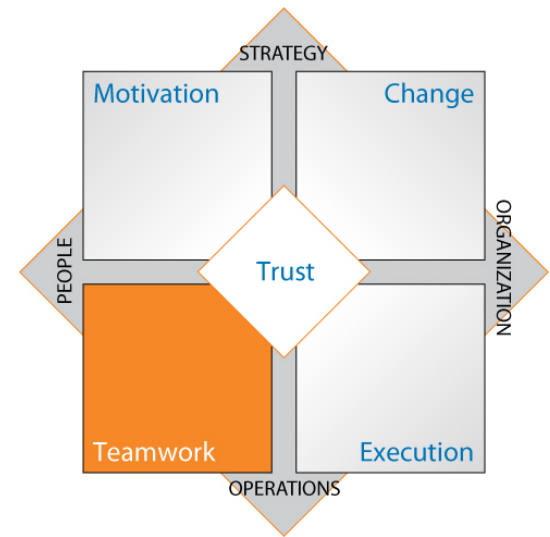 STRATEGY
Motivation
Change
PEOPLE
Trust
ORGANIZATION
Teamwork
Execution
OPERATIONS